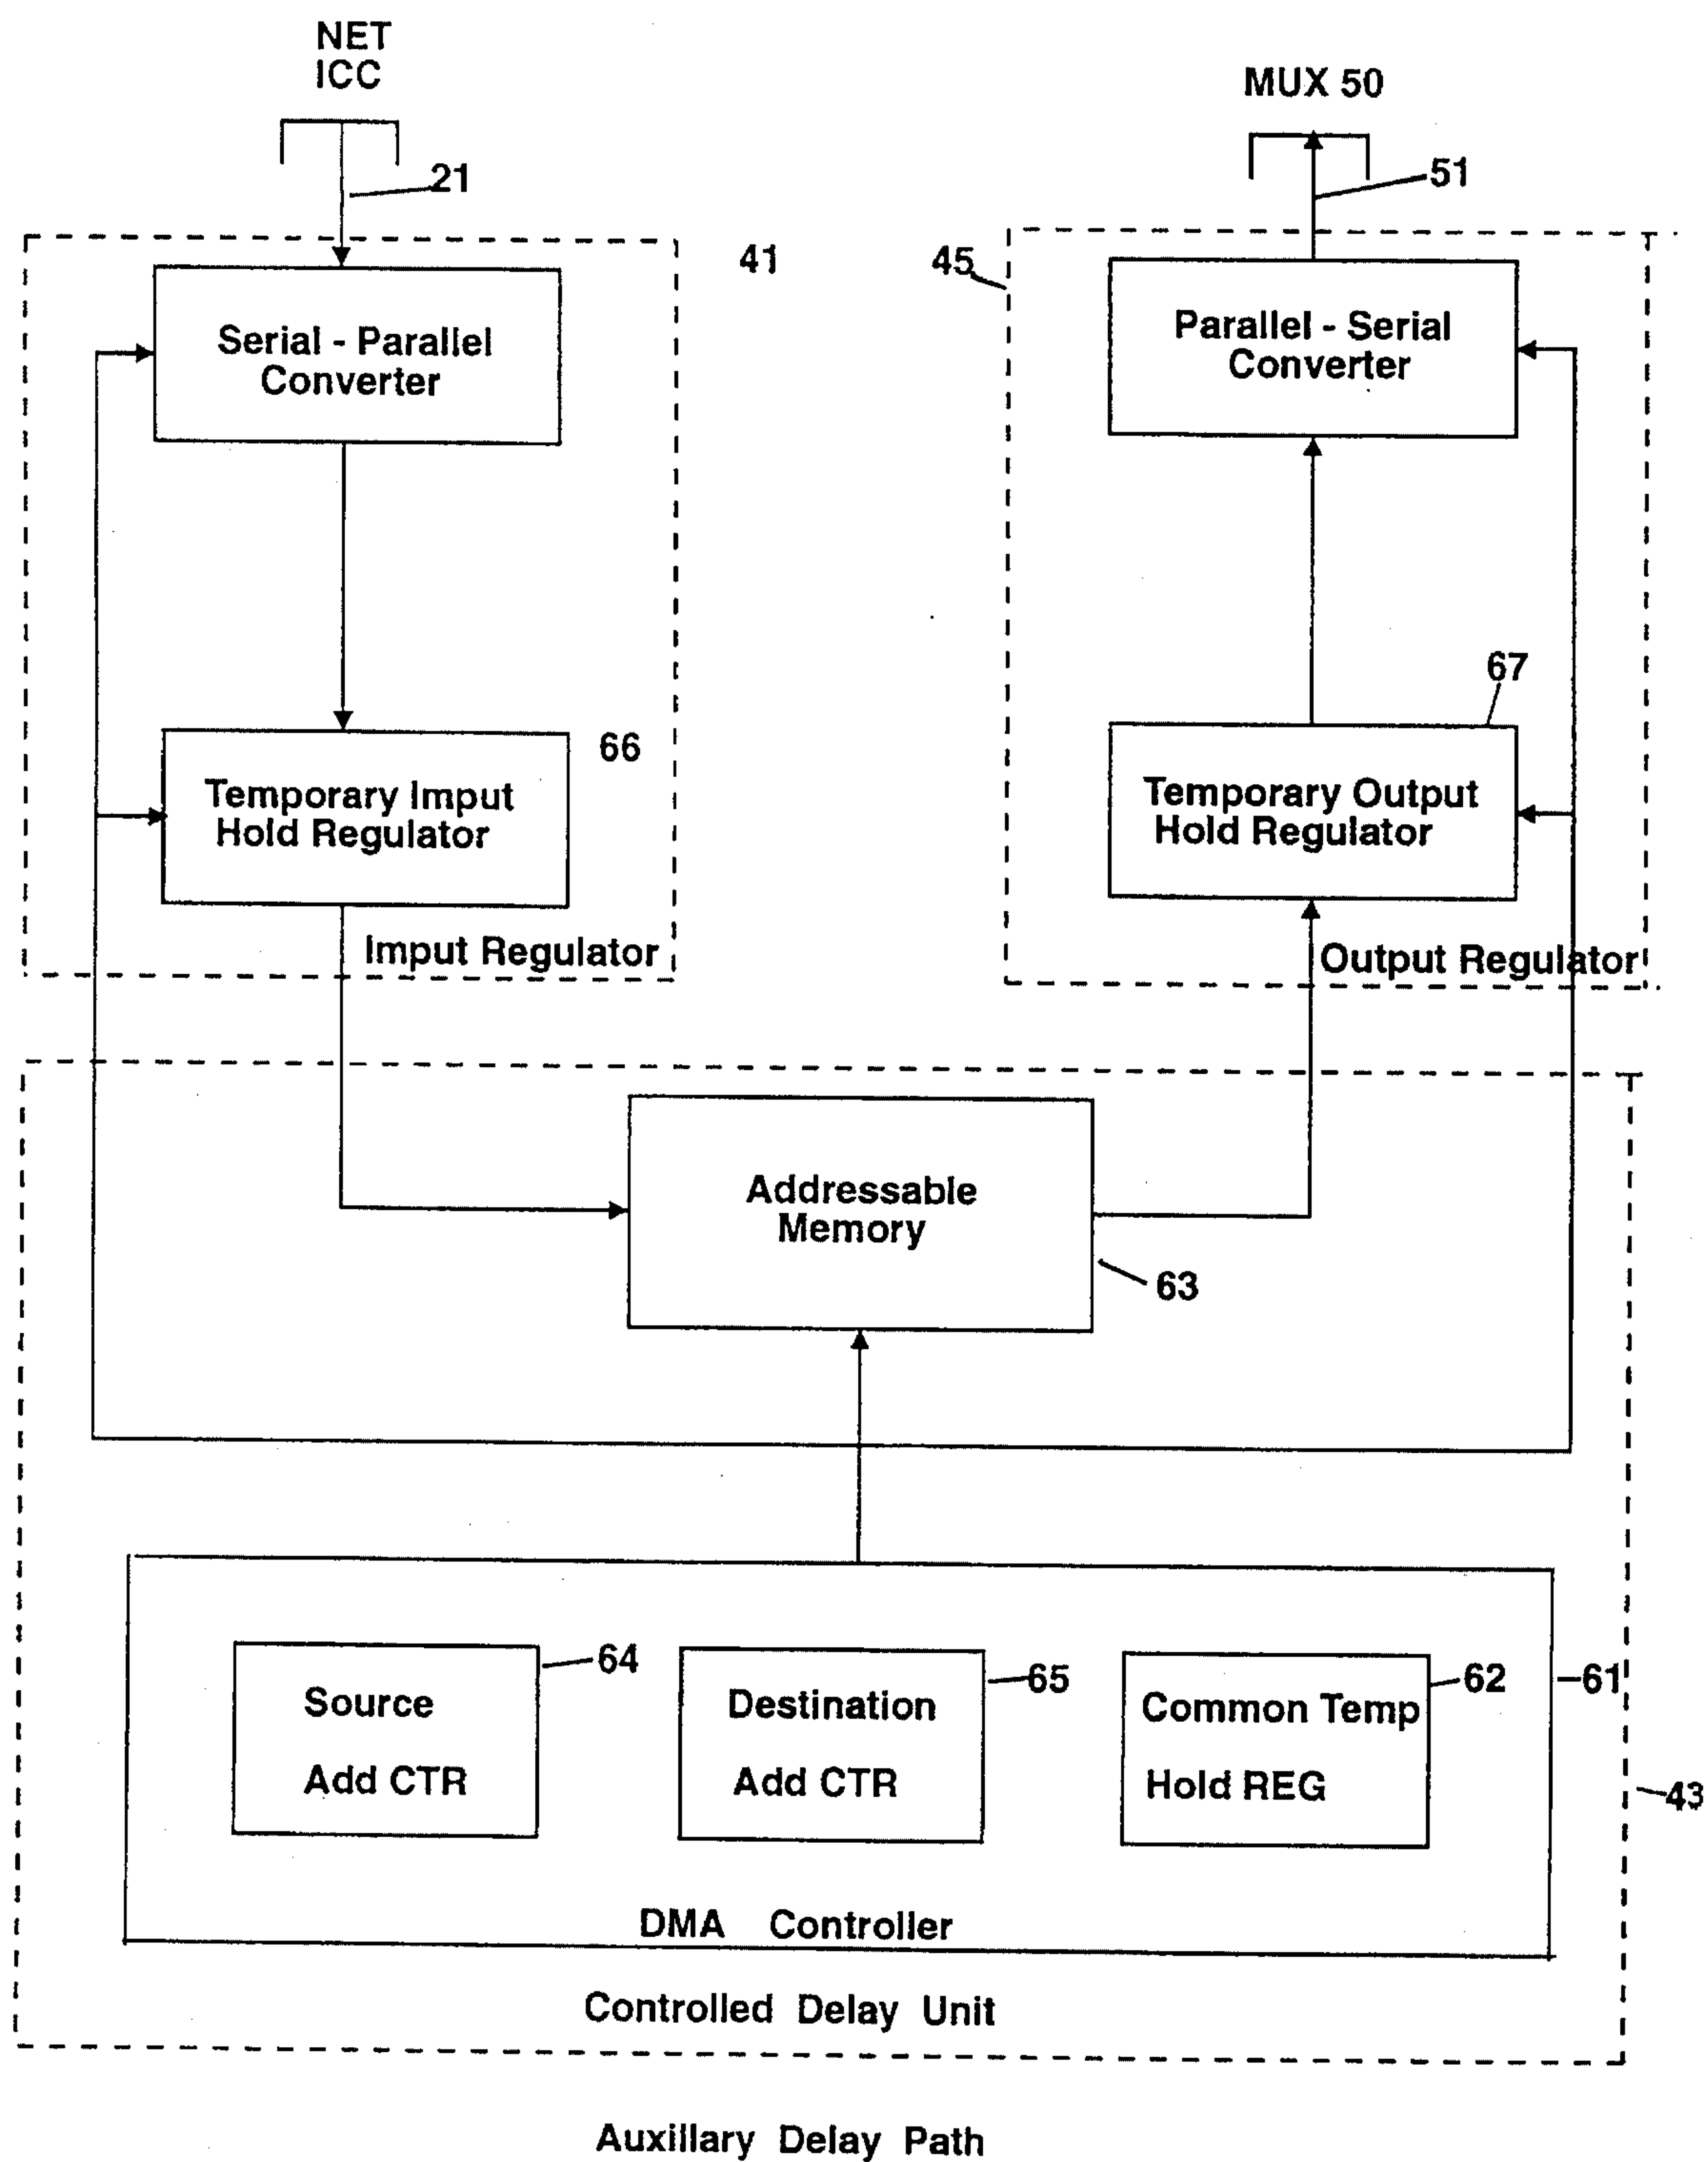 NET
ICC
MUX 50
21
51
41
45
Serial - Parallel
Converter
Parallel - Serial
Converter
66
67
Temporary Imput
Hold Regulator
Temporary Output
Hold Regulator
Imput Regulator
Output Regulator
Addressable
Memory
63
64
65
62
61
Source
Add CTR
Destination
Add CTR
Common Temp
Hold REG
43
DMA Controller
Controlled Delay Unit
Auxillary Delay Path